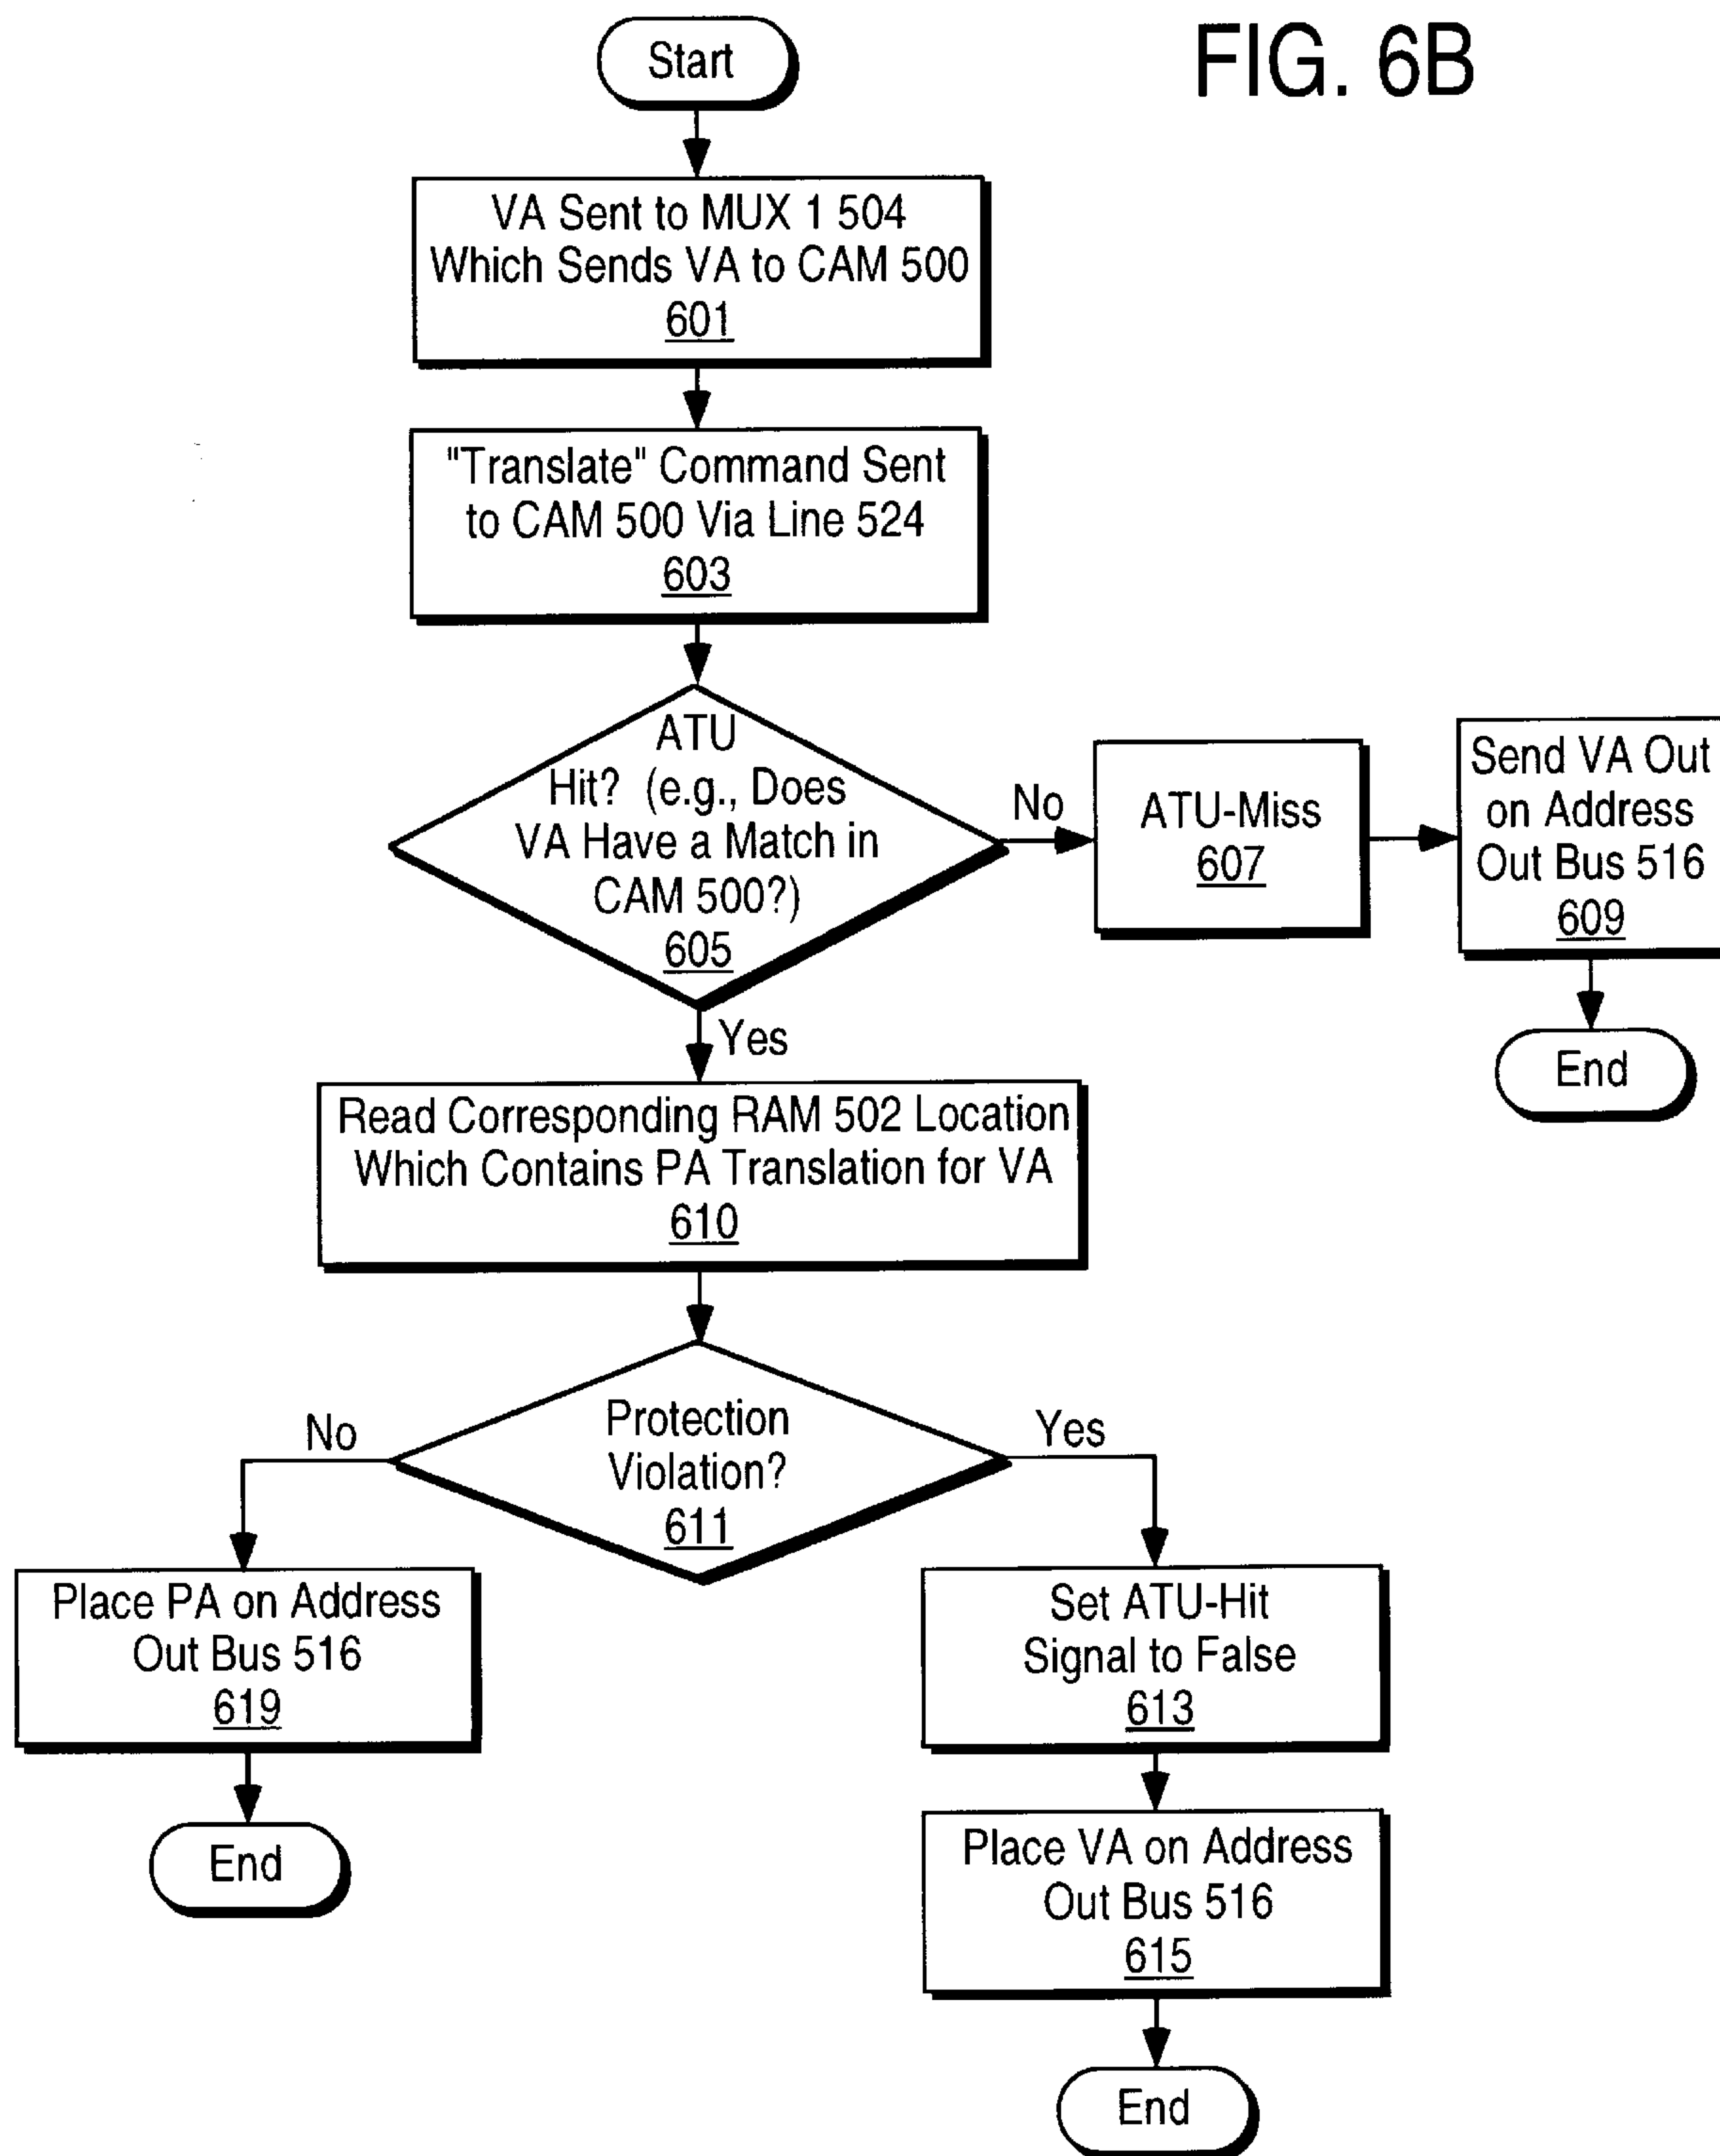 FIG. 6B
Start
VA Sent to MUX 1 504
Which Sends VA to CAM 500
601
"Translate" Command Sent
to CAM 500 Via Line 524
603
ATU
Hit? (e.g., Does
VA Have a Match in
CAM 500?)
605
No
ATU-Miss
607
Send VA Out
on Address
Out Bus 516
609
End
Yes
Read Corresponding RAM 502 Location
Which Contains PA Translation for VA
610
Protection
Violation?
611
No
Yes
Place PA on Address
Out Bus 516
619
End
Set ATU-Hit
Signal to False
613
Place VA on Address
Out Bus 516
615
End